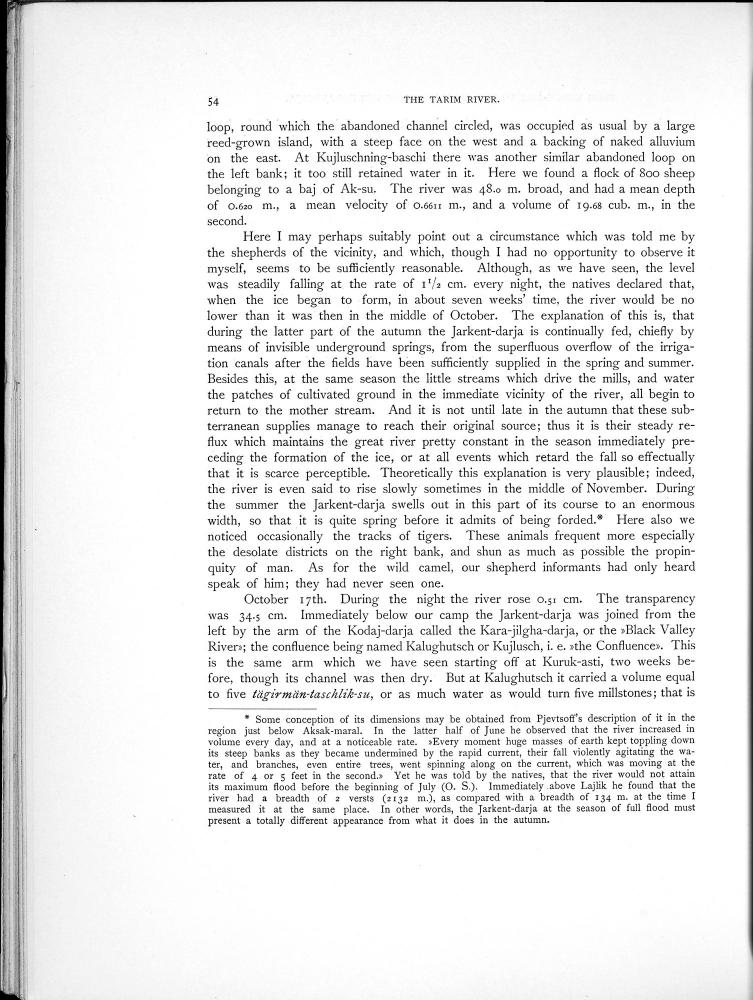 54 THE TARIM RIVER.
loop, round which the abandoned channel circled, was occupied as usual by a large
reed-grown island, with a steep face on the west and a backing of naked alluvium
on the east. At Kujluschning-baschi there was another similar abandoned loop on
the left bank; it too still retained water in it. Here we found a flock of 800 sheep
belonging to a baj of Ak-su. The river was 48.0 m. broad, and had a mean depth
of 0.620 m., a mean velocity of 0.6611 m., and a volume of 19.68 cub. m., in the
second.
Here I may perhaps suitably point out a circumstance which was told me by
the shepherds of the vicinity, and which, though I had no opportunity to observe it
myself, seems to be sufficiently reasonable. Although, as we have seen, the level
was steadily falling at the rate of 1 1/2 cm. every night, the natives declared that,
when the ice began to form, in about seven weeks' time, the river would be no
lower than it was then in the middle of October. The explanation of this is, that
during the latter part of the autumn the Jarkent-darja is continually fed, chiefly by
means of invisible underground springs, from the superfluous overflow of the irriga-
tion canals after the fields have been sufficiently supplied in the spring and summer.
Besides this, at the same season the little streams which drive the mills, and water
the patches of cultivated ground in the immediate vicinity of the river, all begin to
return to the mother stream. And it is not until late in the autumn that these sub-
terranean supplies manage to reach their original source; thus it is their steady re-
flux which maintains the great river pretty constant in the season immediately pre-
ceding the formation of the ice, or at all events which retard the fall so effectually
that it is scarce perceptible. Theoretically this explanation is very plausible; indeed,
the river is even said to rise slowly sometimes in the middle of November. During
the summer the Jarkent-darja swells out in this part of its course to an enormous
width, so that it is quite spring before it admits of being forded.* Here also we
noticed occasionally the tracks of tigers. These animals frequent more especially
the desolate districts on the right bank, and shun as much as possible the propin-
quity of man. As for the wild camel, our shepherd informants had only heard
speak of him; they had never seen one.
October 17th. During the night the river rose 0.51 cm. The transparency
was 34.5 cm. Immediately below our camp the Jarkent-darja was joined from the
left by the arm of the Kodaj-darja called the Kara-jilgha-darja, or the »Black Valley
River»; the confluence being named Kalughutsch or Kujlusch, i. e. »the Confluence». This
is the same arm which we have seen starting off at Kuruk-asti, two weeks be-
fore, though its channel was then dry. But at Kalughutsch it carried a volume equal
to five tägirmän-taschlik-su, or as much water as would turn five millstones; that is
* Some conception of its dimensions may be obtained from Pjevtsoff's description of it in the
region just below Aksak-maral. In the latter half of June he observed that the river increased in
volume every day, and at a noticeable rate. »Every moment huge masses of earth kept toppling down
its steep banks as they became undermined by the rapid current, their fall violently agitating the wa-
ter, and branches, even entire trees, went spinning along on the current, which was moving at the
rate of 4 or 5 feet in the second.» Yet he was told by the natives, that the river would not attain
its maximum flood before the beginning of July (O. S.). Immediately above Lajlik he found that the
river had a breadth of 2 versts (2132 m.), as compared with a breadth of 134 m. at the time I
measured it at the same place. In other words, the Jarkent-darja at the season of full flood must
present a totally different appearance from what it does in the autumn.